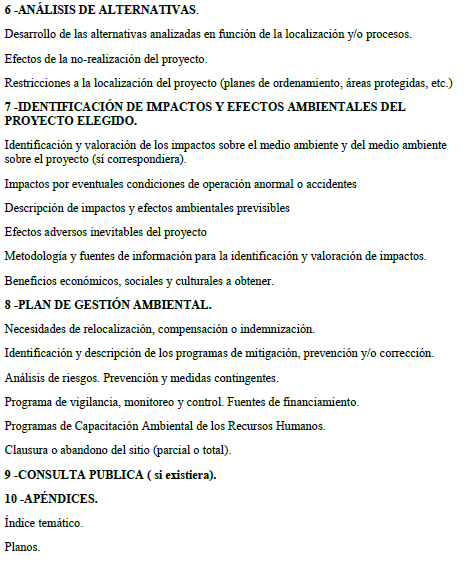 6 -ANÁLISIS DE ALTERNATIVAS.
Desarrollo de las alternativas analizadas en función de la localización y/o procesos.
Efectos de la no-realización del proyecto.
Restricciones a la localización del proyecto (planes de ordenamiento, áreas protegidas, etc.)
7 -IDENTIFICACIÓN DE IMPACTOS Y EFECTOS AMBIENTALES DEL
PROYECTO ELEGIDO.
Identificación y valoración de los impactos sobre el medio ambiente y del medio ambiente
sobre el proyecto (sí correspondiera).
Impactos por eventuales condiciones de operación anormal o accidentes
Descripción de impactos y efectos ambientales previsibles
Efectos adversos inevitables del proyecto
Metodología y fuentes de información para la identificación y valoración de impactos.
Beneficios económicos, sociales y culturales a obtener.
8 -PLAN DE GESTIÓN AMBIENTAL.
Necesidades de relocalización, compensación o indemnización.
Identificación y descripción de los programas de mitigación, prevención y/o corrección.
Análisis de riesgos. Prevención y medidas contingentes.
Programa de vigilancia, monitoreo y control. Fuentes de financiamiento.
Programas de Capacitación Ambiental de los Recursos Humanos.
Clausura o abandono del sitio (parcial o total).
9 -CONSULTA PUBLICA ( si existiera).
10 -APÉNDICES.
Índice temático.
Planos.